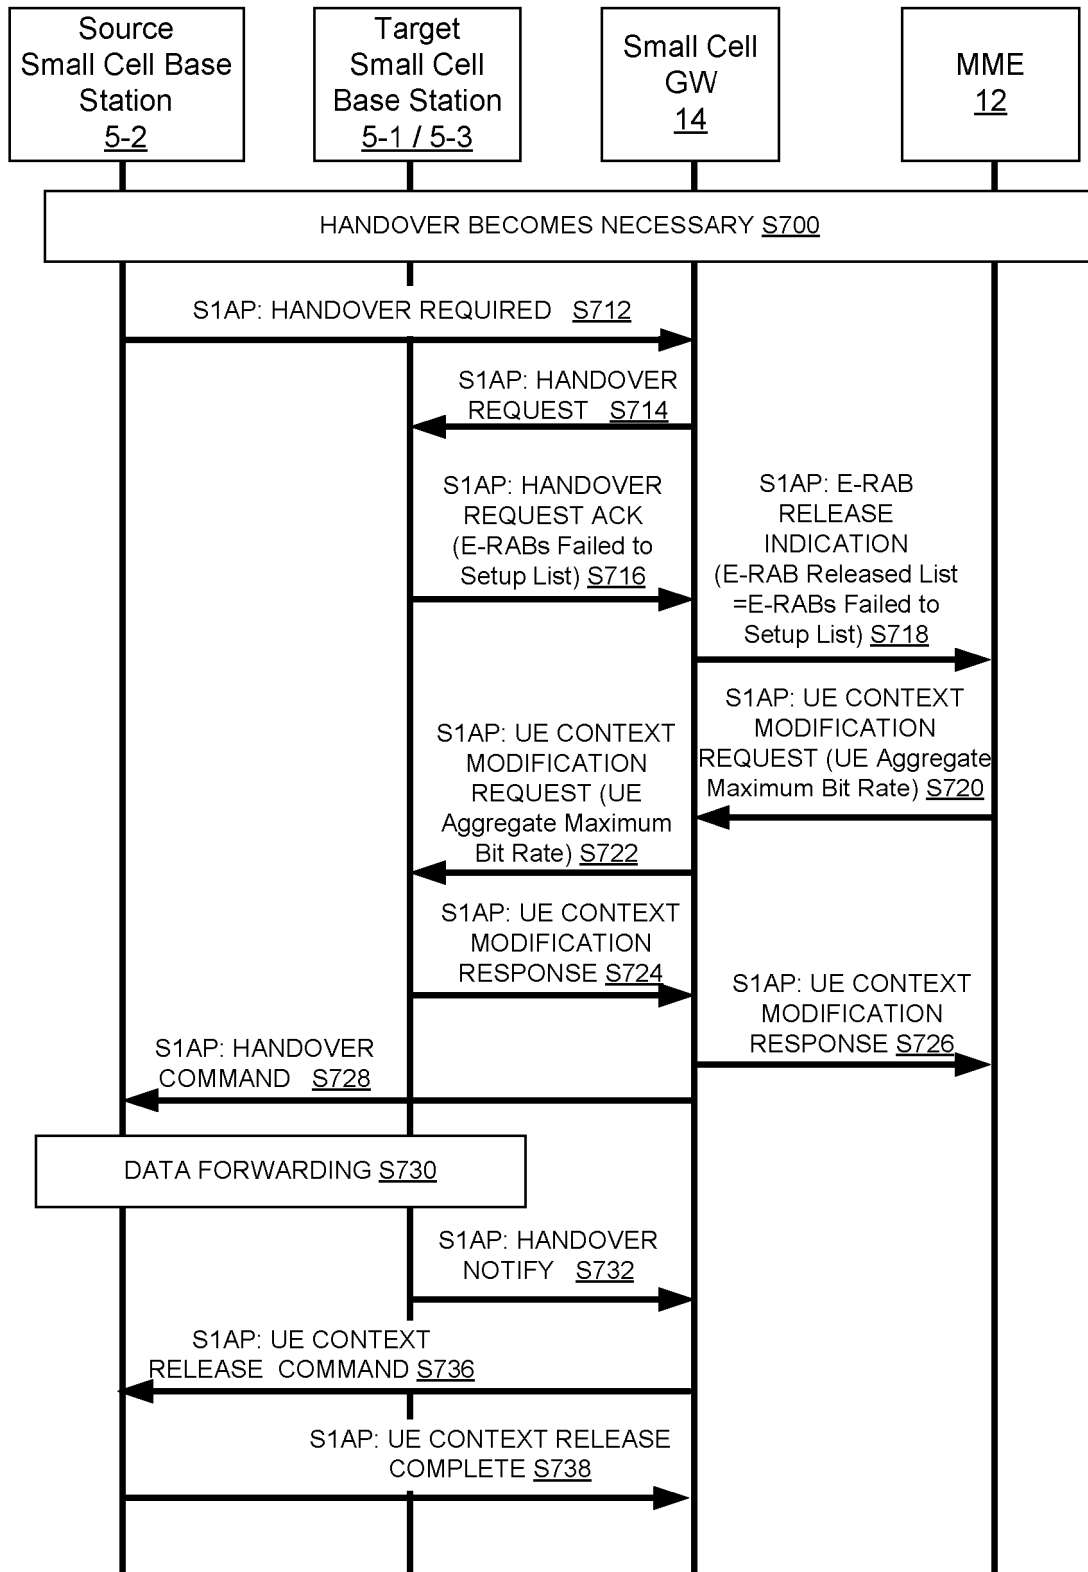 Source
Small Cell Base
Station
5-2
Target
Small Cell
Base Station
5-1 / 5-3
Small Cell
GW
14
MME
12
HANDOVER BECOMES NECESSARY S700
S1AP: HANDOVER REQUIRED S712
S1AP: HANDOVER
REQUEST S714
S1AP: HANDOVER
REQUEST ACK
(E-RABs Failed to
Setup List) S716
S1AP: E-RAB
RELEASE
INDICATION
(E-RAB Released List
=E-RABs Failed to
Setup List) S718
S1AP: UE CONTEXT
MODIFICATION
REQUEST (UE Aggregate
Maximum Bit Rate) S720
S1AP: UE CONTEXT
MODIFICATION
REQUEST (UE
Aggregate Maximum
Bit Rate) S722
S1AP: UE CONTEXT
MODIFICATION
RESPONSE S724
S1AP: UE CONTEXT
MODIFICATION
RESPONSE S726
S1AP: HANDOVER
COMMAND S728
DATA FORWARDING S730
S1AP: HANDOVER
NOTIFY S732
S1AP: UE CONTEXT
RELEASE COMMAND S736
S1AP: UE CONTEXT RELEASE
COMPLETE S738